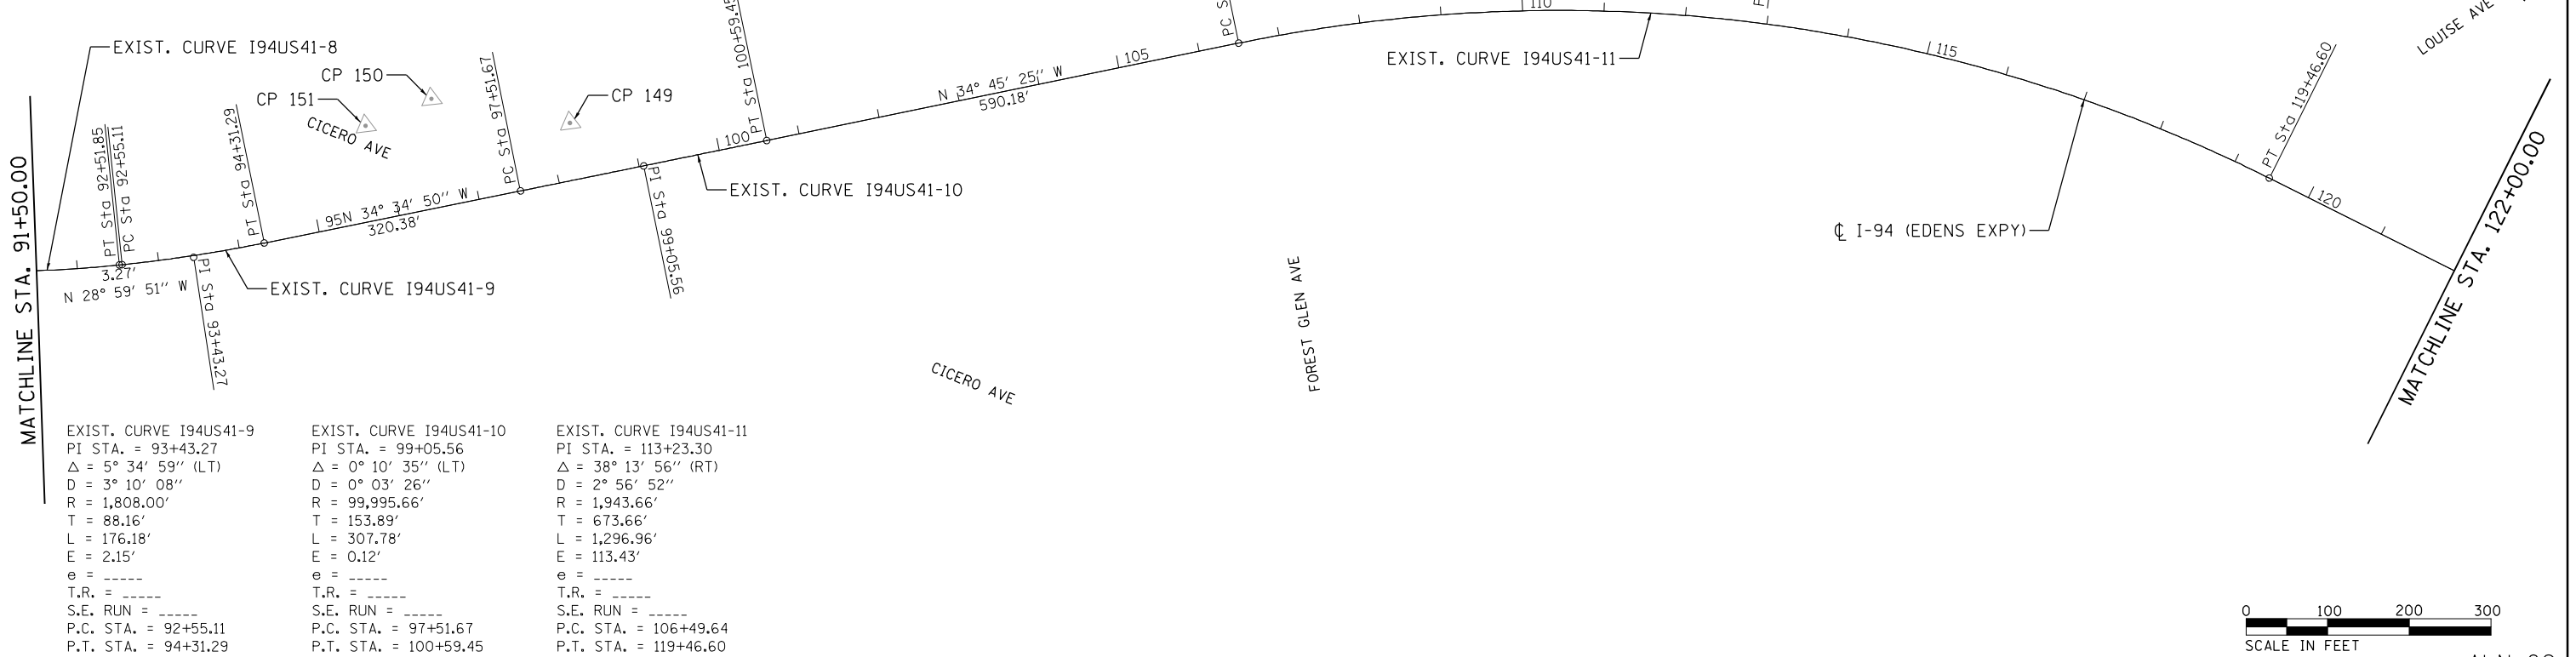 EXIST. CURVE I94US41-8
CP 150
CP 151
CICERO AVE
CP 149
MATCHLINE STA. 91+50.00
PT Sta 92+51.85
PC Sta 92+55.11
3.27'
N 28° 59' 51" W
PI Sta 93+43.27
PT Sta 94+31.29
EXIST. CURVE I94US41-9
95
N 34° 34' 50" W
320.38'
PC Sta 97+51.67
PI Sta 99+05.56
100
EXIST. CURVE I94US41-10
PT Sta 100+59.45
N 34° 45' 25" W
590.18'
105
PC S
110
EXIST. CURVE I94US41-11
115
℄ I-94 (EDENS EXPY)
LOUISE AVE
PT Sta 119+46.60
120
MATCHLINE STA. 122+00.00
CICERO AVE
FOREST GLEN AVE
EXIST. CURVE I94US41-9
PI STA. = 93+43.27
Δ = 5° 34' 59" (LT)
D = 3° 10' 08"
R = 1,808.00'
T = 88.16'
L = 176.18'
E = 2.15'
e = _____
T.R. = _____
S.E. RUN = _____
P.C. STA. = 92+55.11
P.T. STA. = 94+31.29
EXIST. CURVE I94US41-10
PI STA. = 99+05.56
Δ = 0° 10' 35" (LT)
D = 0° 03' 26"
R = 99,995.66'
T = 153.89'
L = 307.78'
E = 0.12'
e = _____
T.R. = _____
S.E. RUN = _____
P.C. STA. = 97+51.67
P.T. STA. = 100+59.45
EXIST. CURVE I94US41-11
PI STA. = 113+23.30
Δ = 38° 13' 56" (RT)
D = 2° 56' 52"
R = 1,943.66'
T = 673.66'
L = 1,296.96'
E = 113.43'
e = _____
T.R. = _____
S.E. RUN = _____
P.C. STA. = 106+49.64
P.T. STA. = 119+46.60
0 100 200 300
SCALE IN FEET